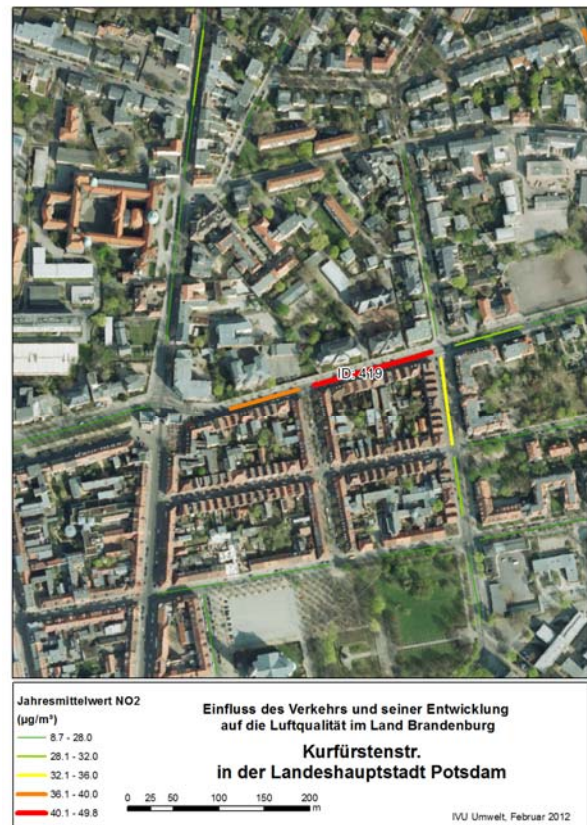 ID: 419
Jahresmittelwert NO2
(µg/m³)
8.7 - 28.0
28.1 - 32.0
32.1 - 36.0
36.1 - 40.0
40.1 - 49.8
Einfluss des Verkehrs und seiner Entwicklung
auf die Luftqualität im Land Brandenburg
Kurfürstenstr.
in der Landeshauptstadt Potsdam
0 25 50 100 150 200
m
IVU Umwelt, Februar 2012